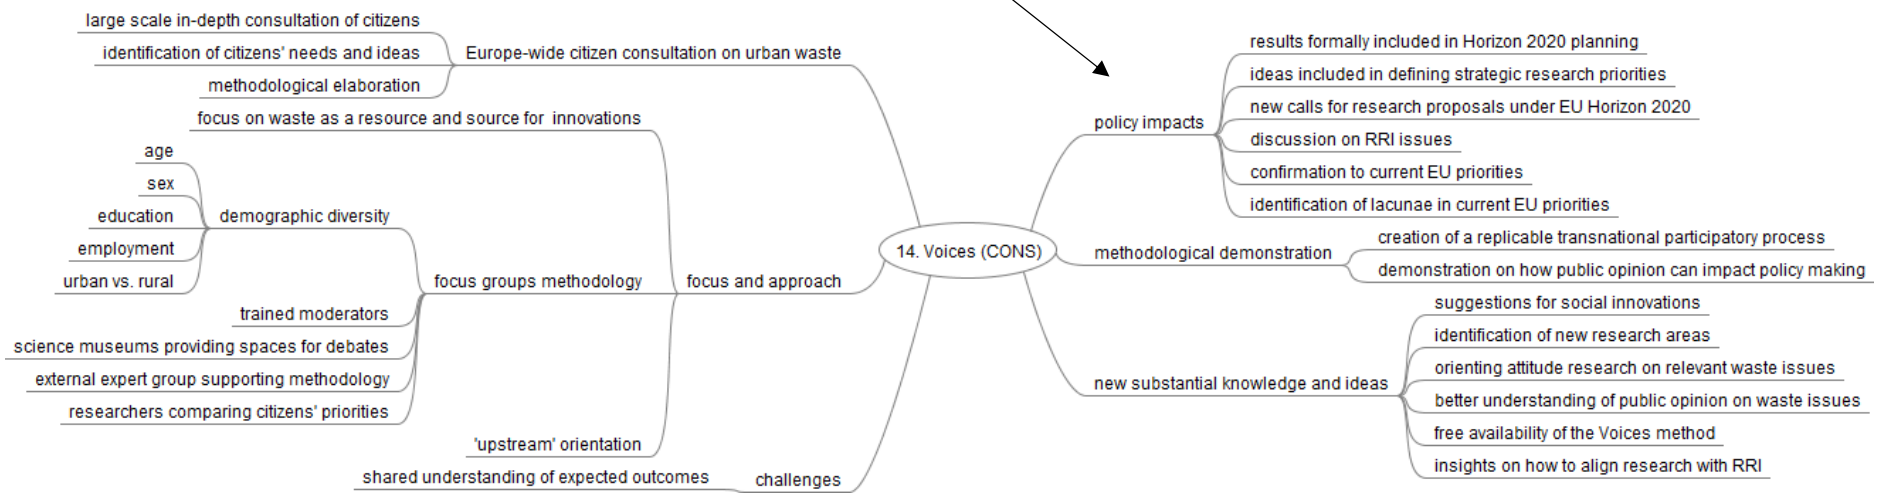 large scale in-depth consultation of citizens
identification of citizens' needs and ideas
methodological elaboration
Europe-wide citizen consultation on urban waste
focus on waste as a resource and source for  innovations
age
sex
education
employment
urban vs. rural
demographic diversity
trained moderators
science museums providing spaces for debates
external expert group supporting methodology
researchers comparing citizens' priorities
focus groups methodology
'upstream' orientation
focus and approach
shared understanding of expected outcomes
challenges
14. Voices (CONS)
policy impacts
results formally included in Horizon 2020 planning
ideas included in defining strategic research priorities
new calls for research proposals under EU Horizon 2020
discussion on RRI issues
confirmation to current EU priorities
identification of lacunae in current EU priorities
methodological demonstration
creation of a replicable transnational participatory process
demonstration on how public opinion can impact policy making
new substantial knowledge and ideas
suggestions for social innovations
identification of new research areas
orienting attitude research on relevant waste issues
better understanding of public opinion on waste issues
free availability of the Voices method
insights on how to align research with RRI